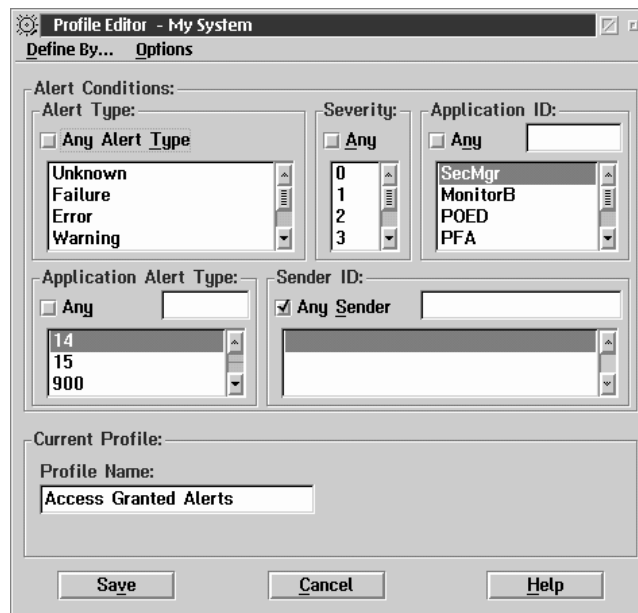 Profile Editor - My System
Define By... Options
Alert Conditions:
Alert Type:
Any Alert Type
Unknown
Failure
Error
Warning
Severity:
Any
0
1
2
3
Application ID:
Any
SecMgr
MonitorB
POED
PFA
Application Alert Type:
Any
14
15
900
Sender ID:
Any Sender
Current Profile:
Profile Name:
Access Granted Alerts
Save Cancel Help